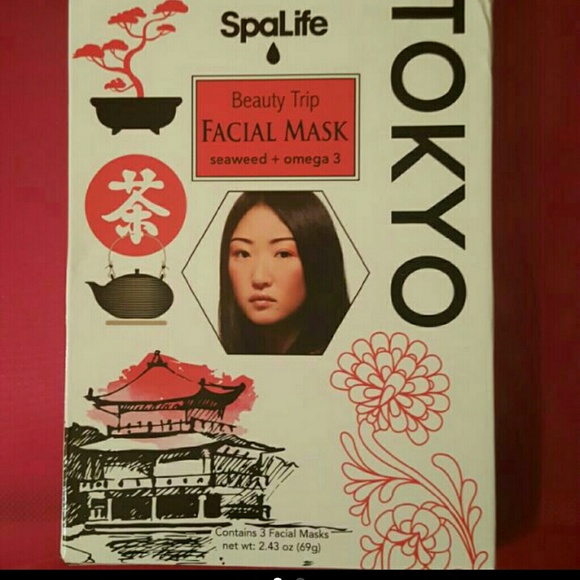 SpaLife
TOKYO
Beauty Trip
FACIAL MASK
seaweed + omega 3
茶
Contains 3 Facial Masks
net wt: 2.43 oz (69g)